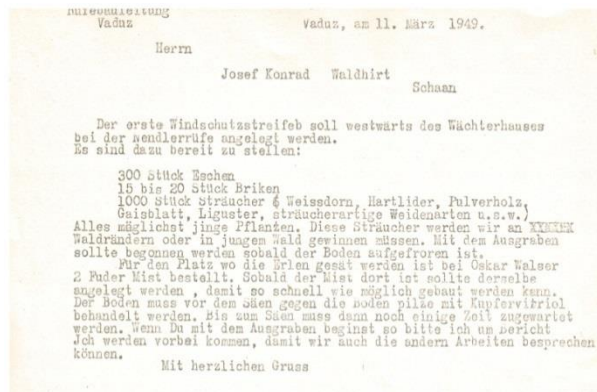 Rüfebauleitung
Vaduz Vaduz, am 11. März 1949.
Herrn
Josef Konrad Waldhirt
Schaan
Der erste Windschutzstreifeb soll westwärts des Wächterhauses
bei der Nendlerrüfe angelegt werden.
Es sind dazu bereit zu stellen:
300 Stück Eschen
15 bis 20 Stück Briken
1000 Stück Sträucher ( Weissdorn, Hartlider, Pulverholz,
Gaisblatt, Liguster, sträucherartige Weidenarten u.s.w.)
Alles möglichst jinge Pflanten. Diese Sträucher werden wir an
Waldrändern oder in jungem Wald gewinnen müssen. Mit dem Ausgraben
sollte begonnen werden sobald der Boden aufgefroren ist.
Für den Platz wo die Erlen gesät werden ist bei Oskar Walser
2 Fuder Mist bestellt. Sobald der Mist dort ist sollte derselbe
angelegt werden , damit so schnell wie möglich gebaut werden kann.
Der Boden muss vor dem Säen gegen die Boden pilze mit Kupfervitriol
behandelt werden. Bis zum Säen muss dann noch einige Zeit zugewartet
werden. Wenn Du mit dem Ausgraben beginst so bitte ich um Bericht
Jch werden vorbei kommen, damit wir auch die andern Arbeiten besprechen
können.
Mit herzlichen Gruss